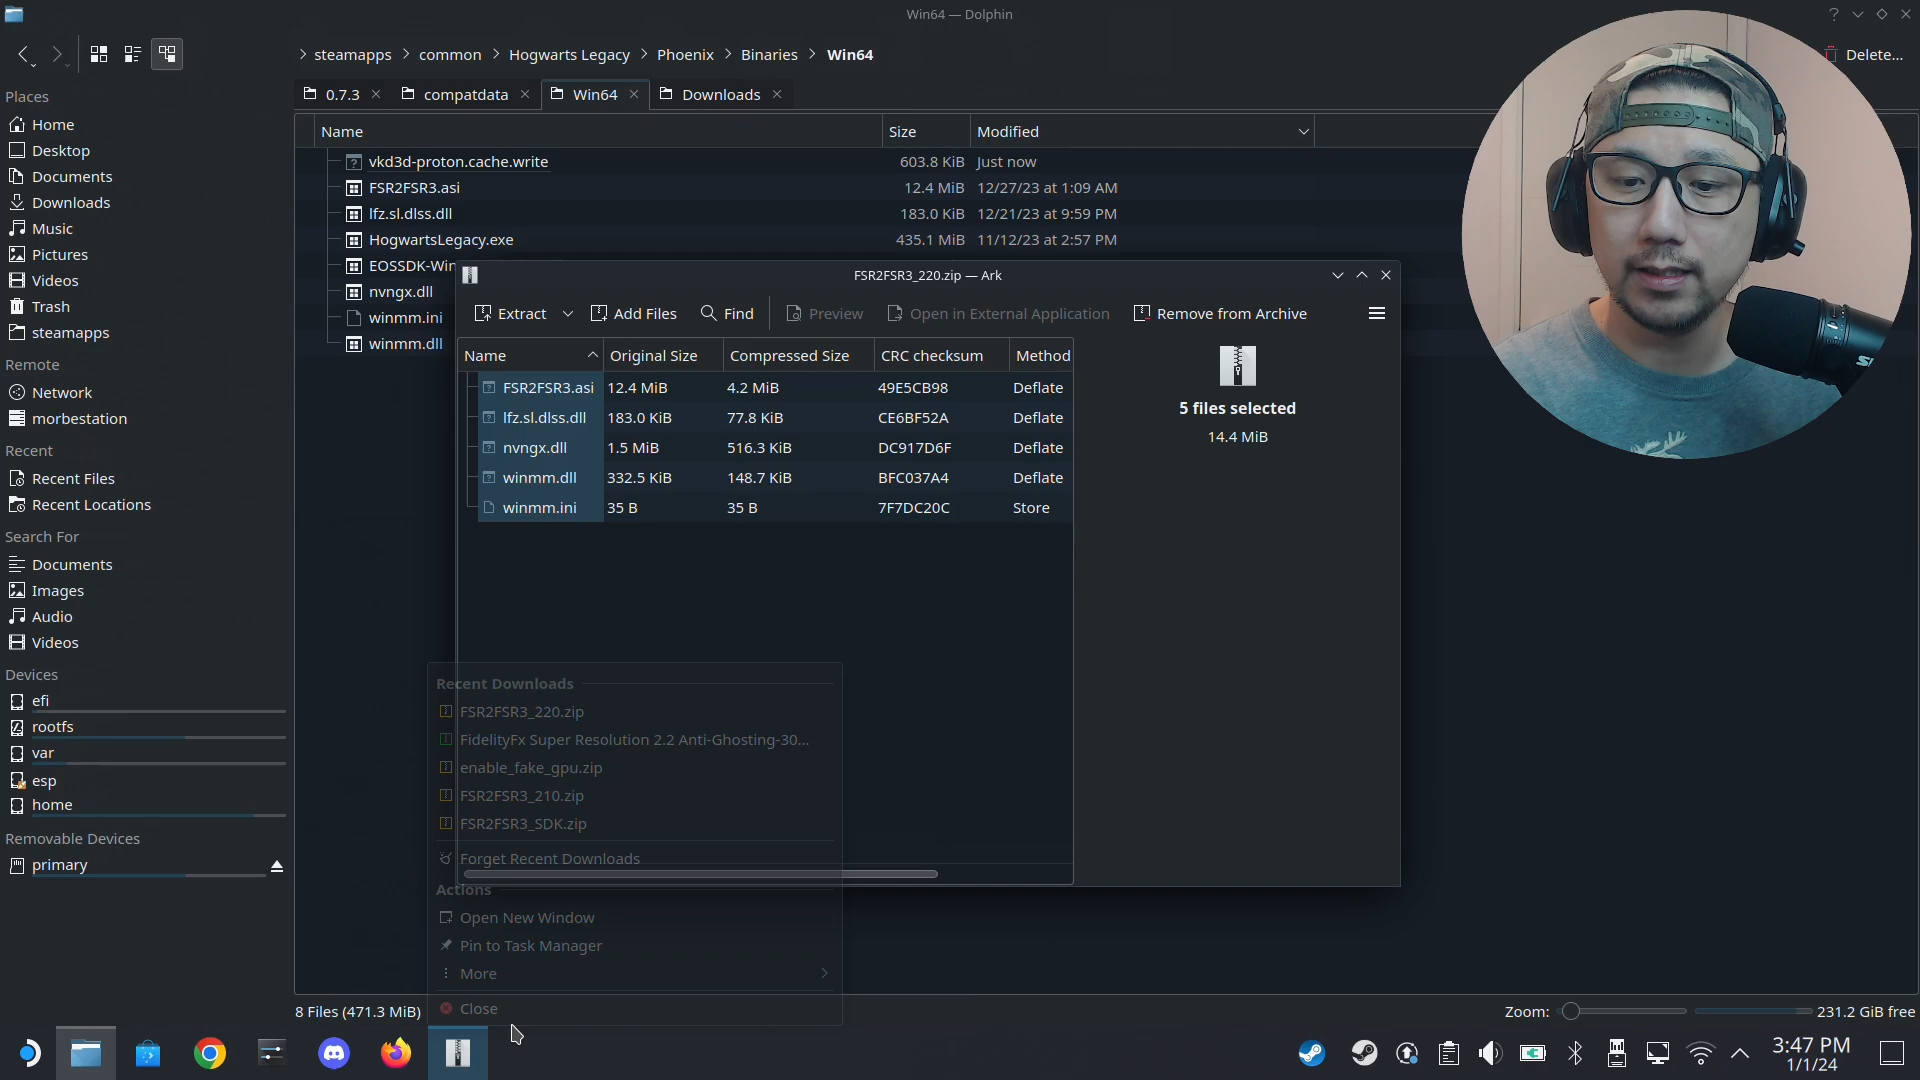 Win64 — Dolphin
steamapps > common > Hogwarts Legacy > Phoenix > Binaries > Win64
Delete...
0.7.3
compatdata
Win64
Downloads
Name Size Modified
vkd3d-proton.cache.write 603.8 KiB Just now
FSR2FSR3.asi 12.4 MiB 12/27/23 at 1:09 AM
lfz.sl.dlss.dll 183.0 KiB 12/21/23 at 9:59 PM
HogwartsLegacy.exe 435.1 MiB 11/12/23 at 2:57 PM
EOSSDK-Win
nvngx.dll
winmm.ini
winmm.dll
Places
Home
Desktop
Documents
Downloads
Music
Pictures
Videos
Trash
steamapps
Remote
Network
morbestation
Recent
Recent Files
Recent Locations
Search For
Documents
Images
Audio
Videos
Devices
efi
rootfs
var
esp
home
Removable Devices
primary
FSR2FSR3_220.zip — Ark
Extract Add Files Find Preview Open in External Application Remove from Archive
Name Original Size Compressed Size CRC checksum Method
FSR2FSR3.asi 12.4 MiB 4.2 MiB 49E5CB98 Deflate
lfz.sl.dlss.dll 183.0 KiB 77.8 KiB CE6BF52A Deflate
nvngx.dll 1.5 MiB 516.3 KiB DC917D6F Deflate
winmm.dll 332.5 KiB 148.7 KiB BFC037A4 Deflate
winmm.ini 35 B 35 B 7F7DC20C Store
5 files selected
14.4 MiB
Recent Downloads
FSR2FSR3_220.zip
FidelityFx Super Resolution 2.2 Anti-Ghosting-30...
enable_fake_gpu.zip
FSR2FSR3_210.zip
FSR2FSR3_SDK.zip
Forget Recent Downloads
Actions
Open New Window
Pin to Task Manager
More
Close
8 Files (471.3 MiB)
Zoom:
231.2 GiB free
3:47 PM
1/1/24